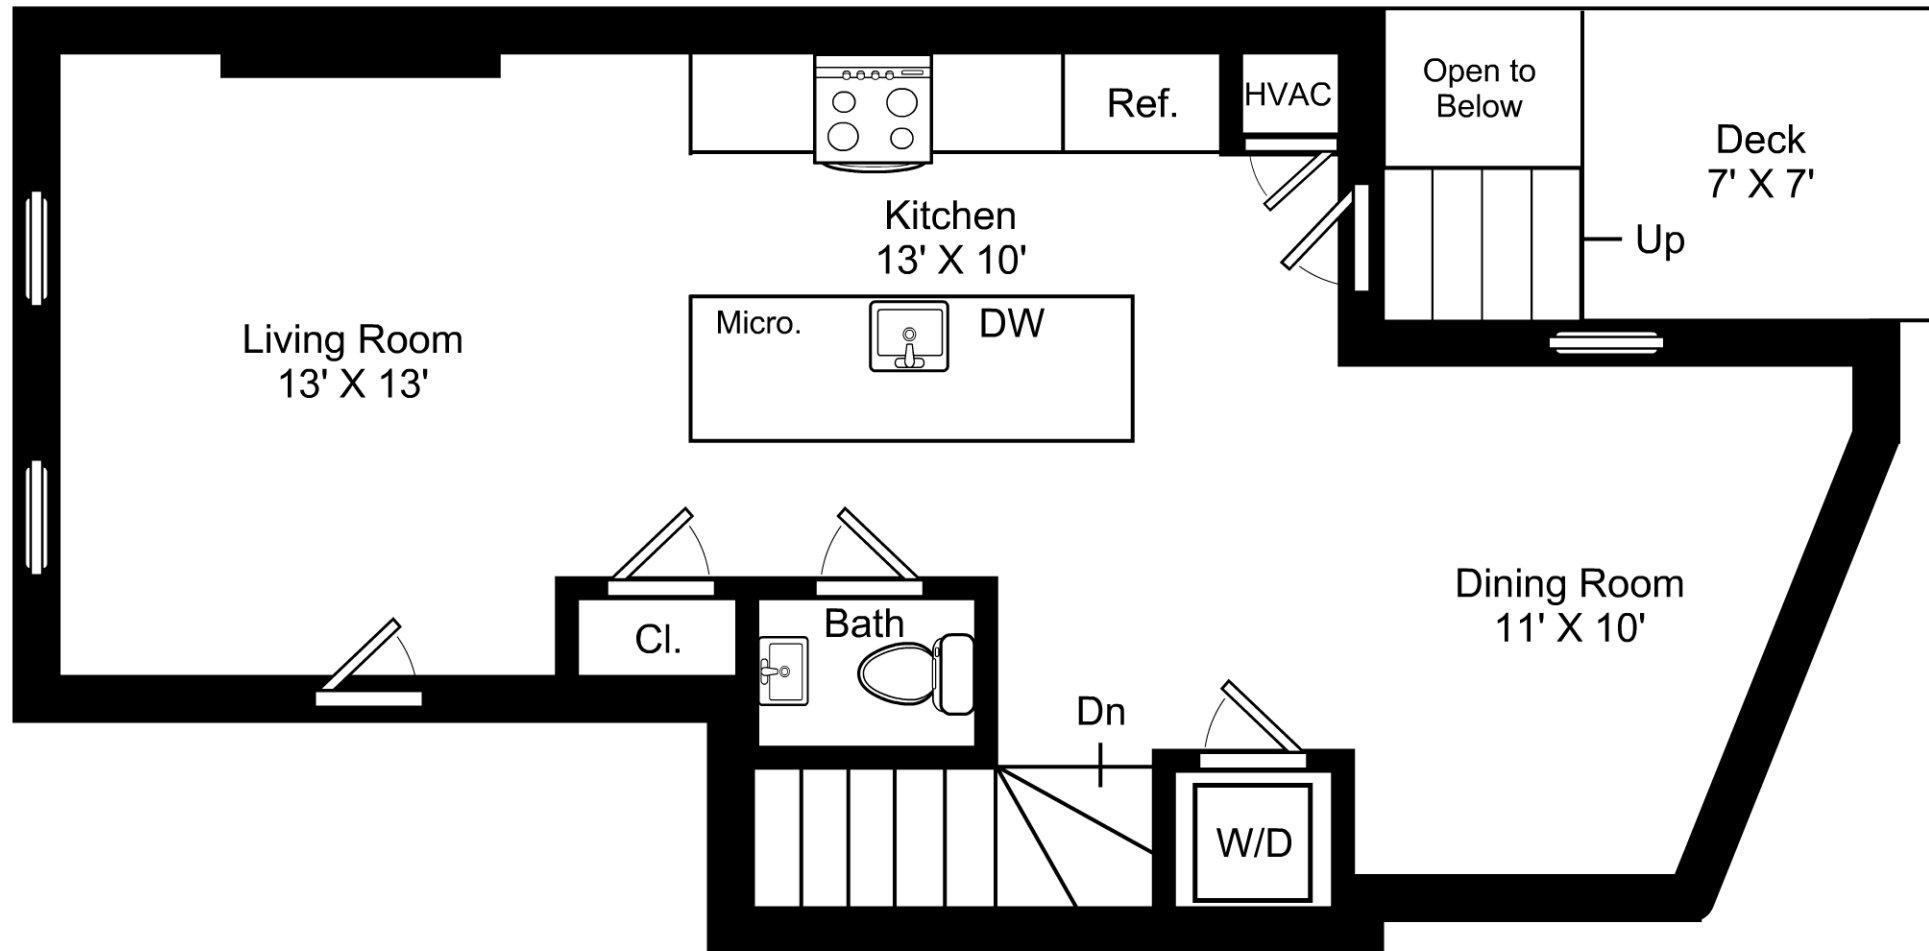 Open to
Below
HVAC
Ref.
Deck
7' X 7'
Kitchen
13' X 10'
Up
Micro.
DW
Living Room
13' X 13'
Dining Room
11' X 10'
Bath
Cl.
Dn
W/D